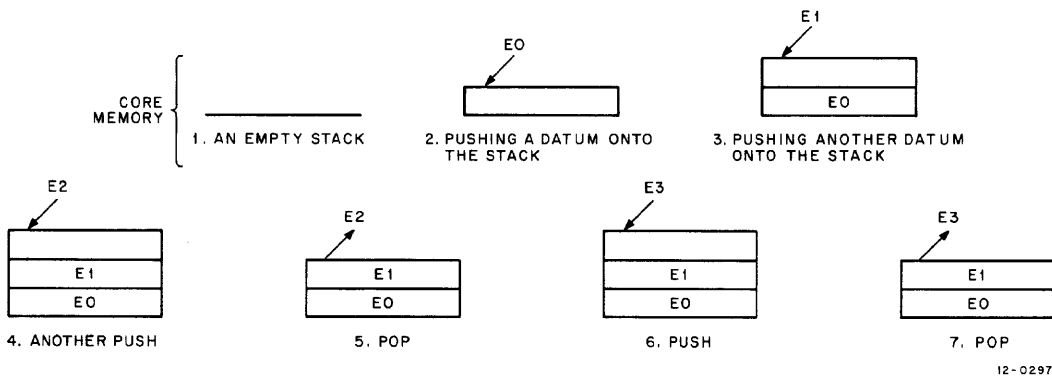 E0
E1
CORE
MEMORY
E0
1. AN EMPTY STACK
2. PUSHING A DATUM ONTO
THE STACK
3. PUSHING ANOTHER DATUM
ONTO THE STACK
E2
E2
E3
E3
E1
E1
E1
E1
E0
E0
E0
E0
4. ANOTHER PUSH
5. POP
6. PUSH
7. POP
12-0297